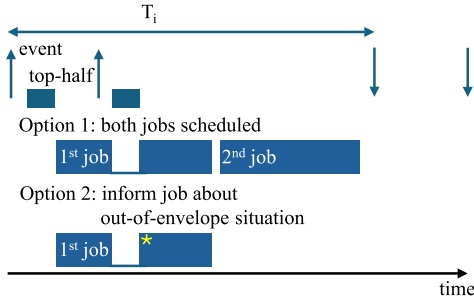 Tᵢ
event
top-half
Option 1: both jobs scheduled
1ˢᵗ job
2ⁿᵈ job
Option 2: inform job about
out-of-envelope situation
1ˢᵗ job *
time